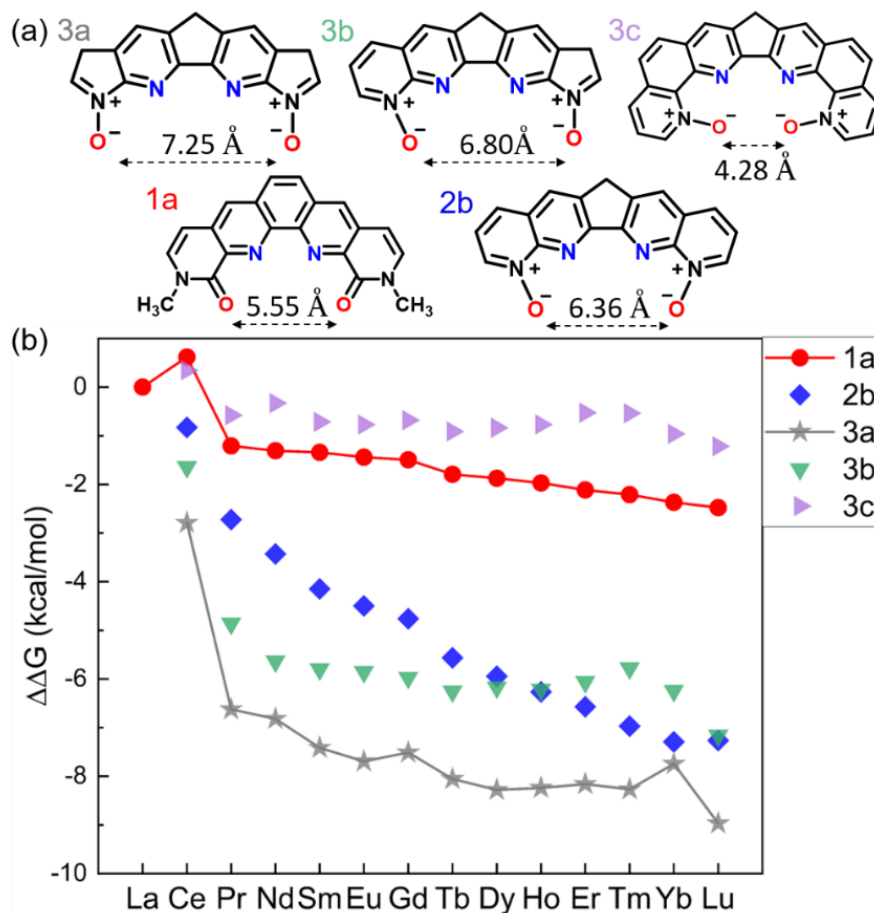 (a) 3a 3b 3c
N + N N N +
O − O −
7.25 Å
N + N N N +
O − O −
6.80Å
N + N N N +
O − − O
4.28 Å
1a
N N
N N
H₃C O O CH₃
5.55 Å
2b
N + N N N +
O − O −
6.36 Å
(b)
ΔΔG (kcal/mol)
0
-2
-4
-6
-8
-10
La Ce Pr Nd Sm Eu Gd Tb Dy Ho Er Tm Yb Lu
1a
2b
3a
3b
3c